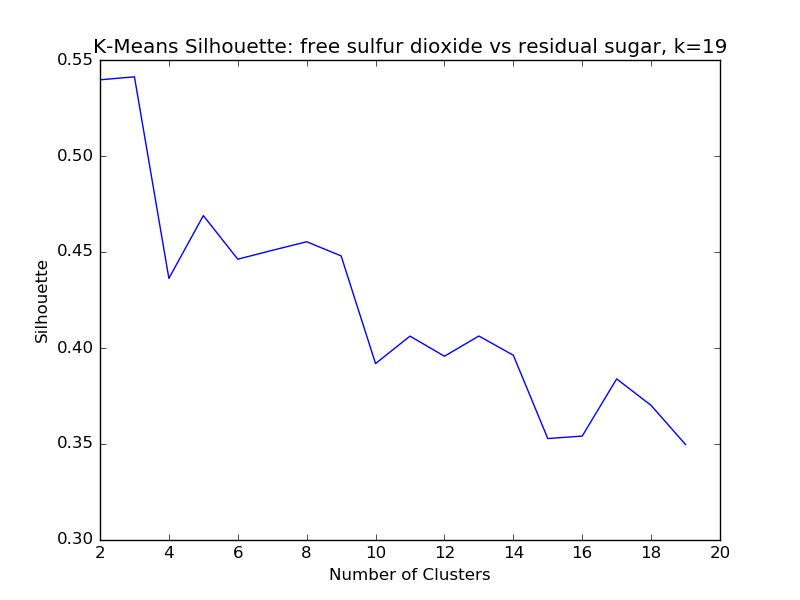 K-Means Silhouette: free sulfur dioxide vs residual sugar, k=19
0.55
0.50
0.45
0.40
0.35
0.30
Silhouette
2 4 6 8 10 12 14 16 18 20
Number of Clusters